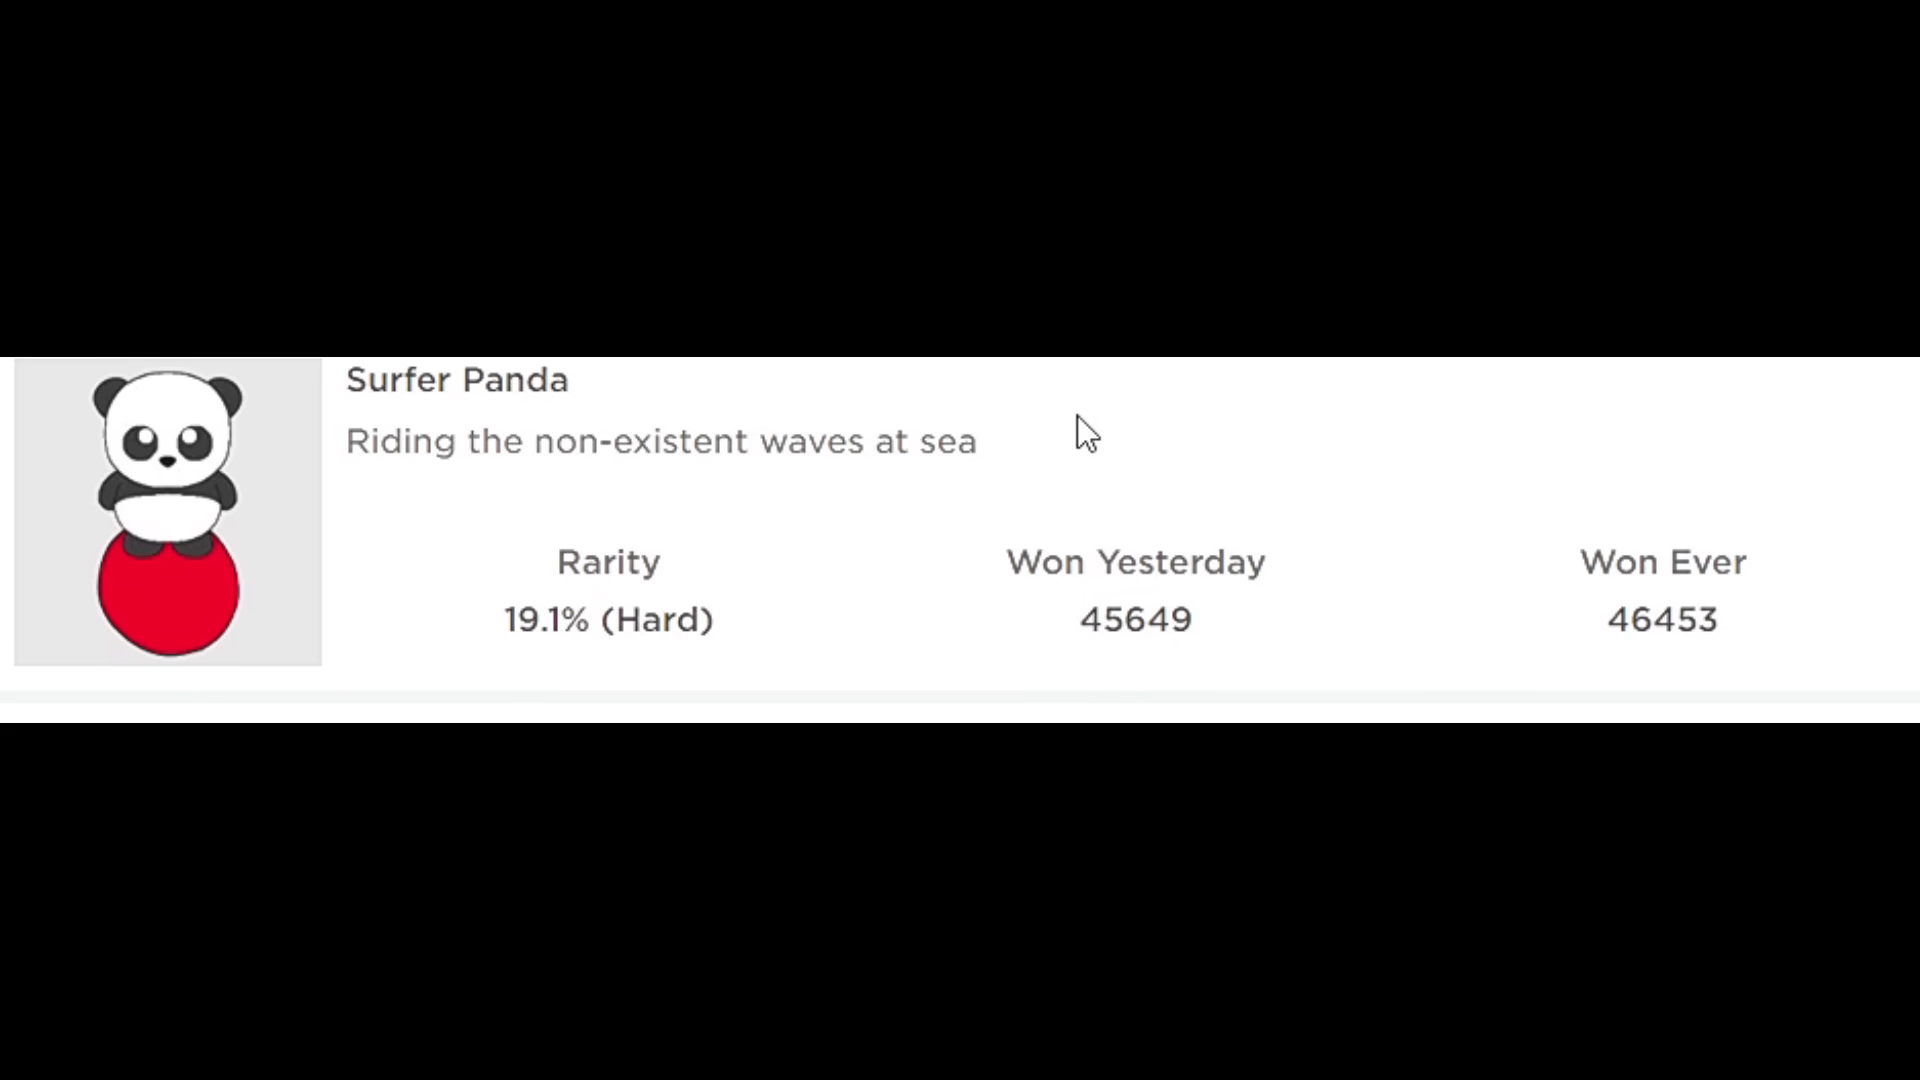 Surfer Panda
Riding the non-existent waves at sea
Rarity Won Yesterday Won Ever
19.1% (Hard) 45649 46453